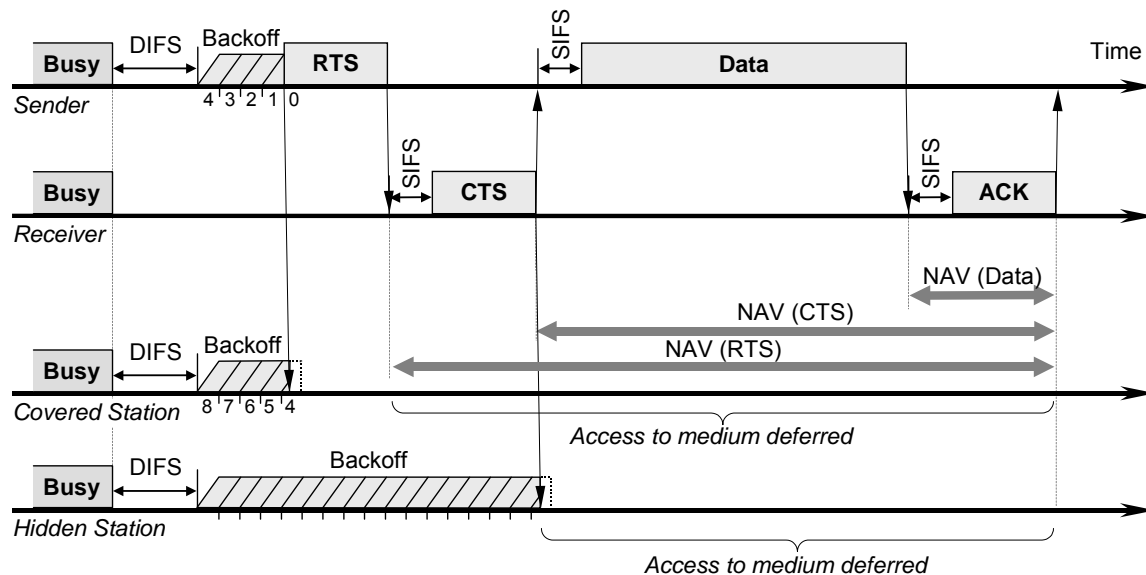 DIFS
Backoff
SIFS
Busy
RTS
Data
Time
4 3 2 1 0
Sender
SIFS
SIFS
Busy
CTS
ACK
Receiver
NAV (Data)
NAV (CTS)
DIFS
Backoff
NAV (RTS)
Busy
8 7 6 5 4
Covered Station
Access to medium deferred
DIFS
Backoff
Busy
Hidden Station
Access to medium deferred